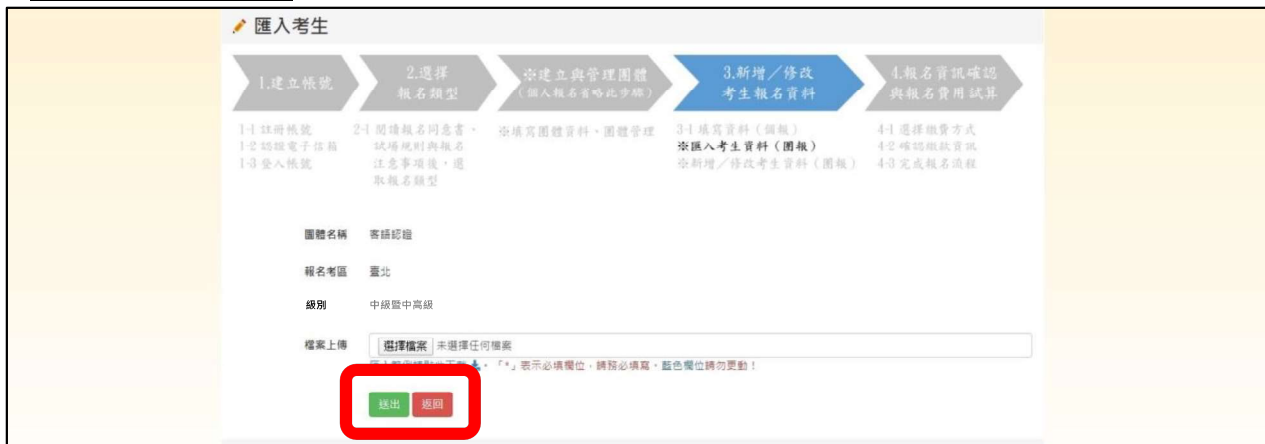 匯入考生
1.建立帳號
2.選擇
報名類型
※建立與管理團體
(個人報名省略此步驟)
3.新增/修改
考生報名資料
4.報名資訊確認
與報名費用試算
1-1 註冊帳號
1-2 認證電子信箱
1-3 登入帳號
2-1 閱讀報名同意書、
試場規則與報名
注意事項後,選
取報名類型
※填寫團體資料、團體管理
3-1 填寫資料(個報)
※匯入考生資料(團報)
※新增/修改考生資料(團報)
4-1 選擇繳費方式
4-2 確認繳款資訊
4-3 完成報名流程
團體名稱 客語認證
報名考區 臺北
級別 中級暨中高級
檔案上傳 選擇檔案 未選擇任何檔案
「*」表示必填欄位,請務必填寫。藍色欄位請勿更動!
送出 返回